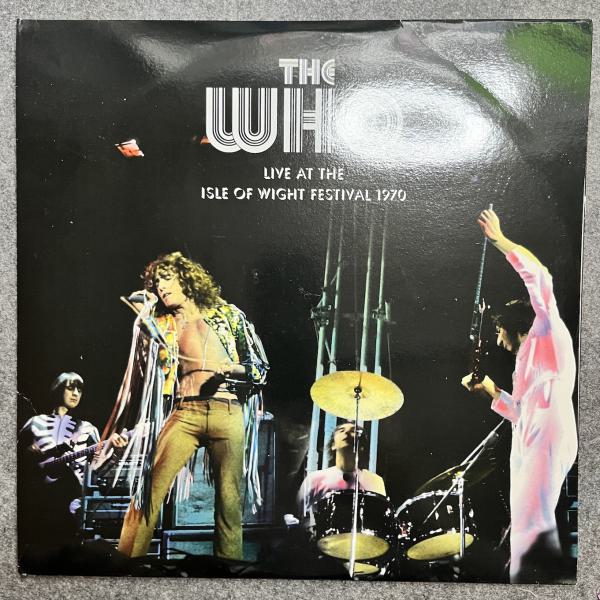 THE
WHO
LIVE AT THE
ISLE OF WIGHT FESTIVAL 1970